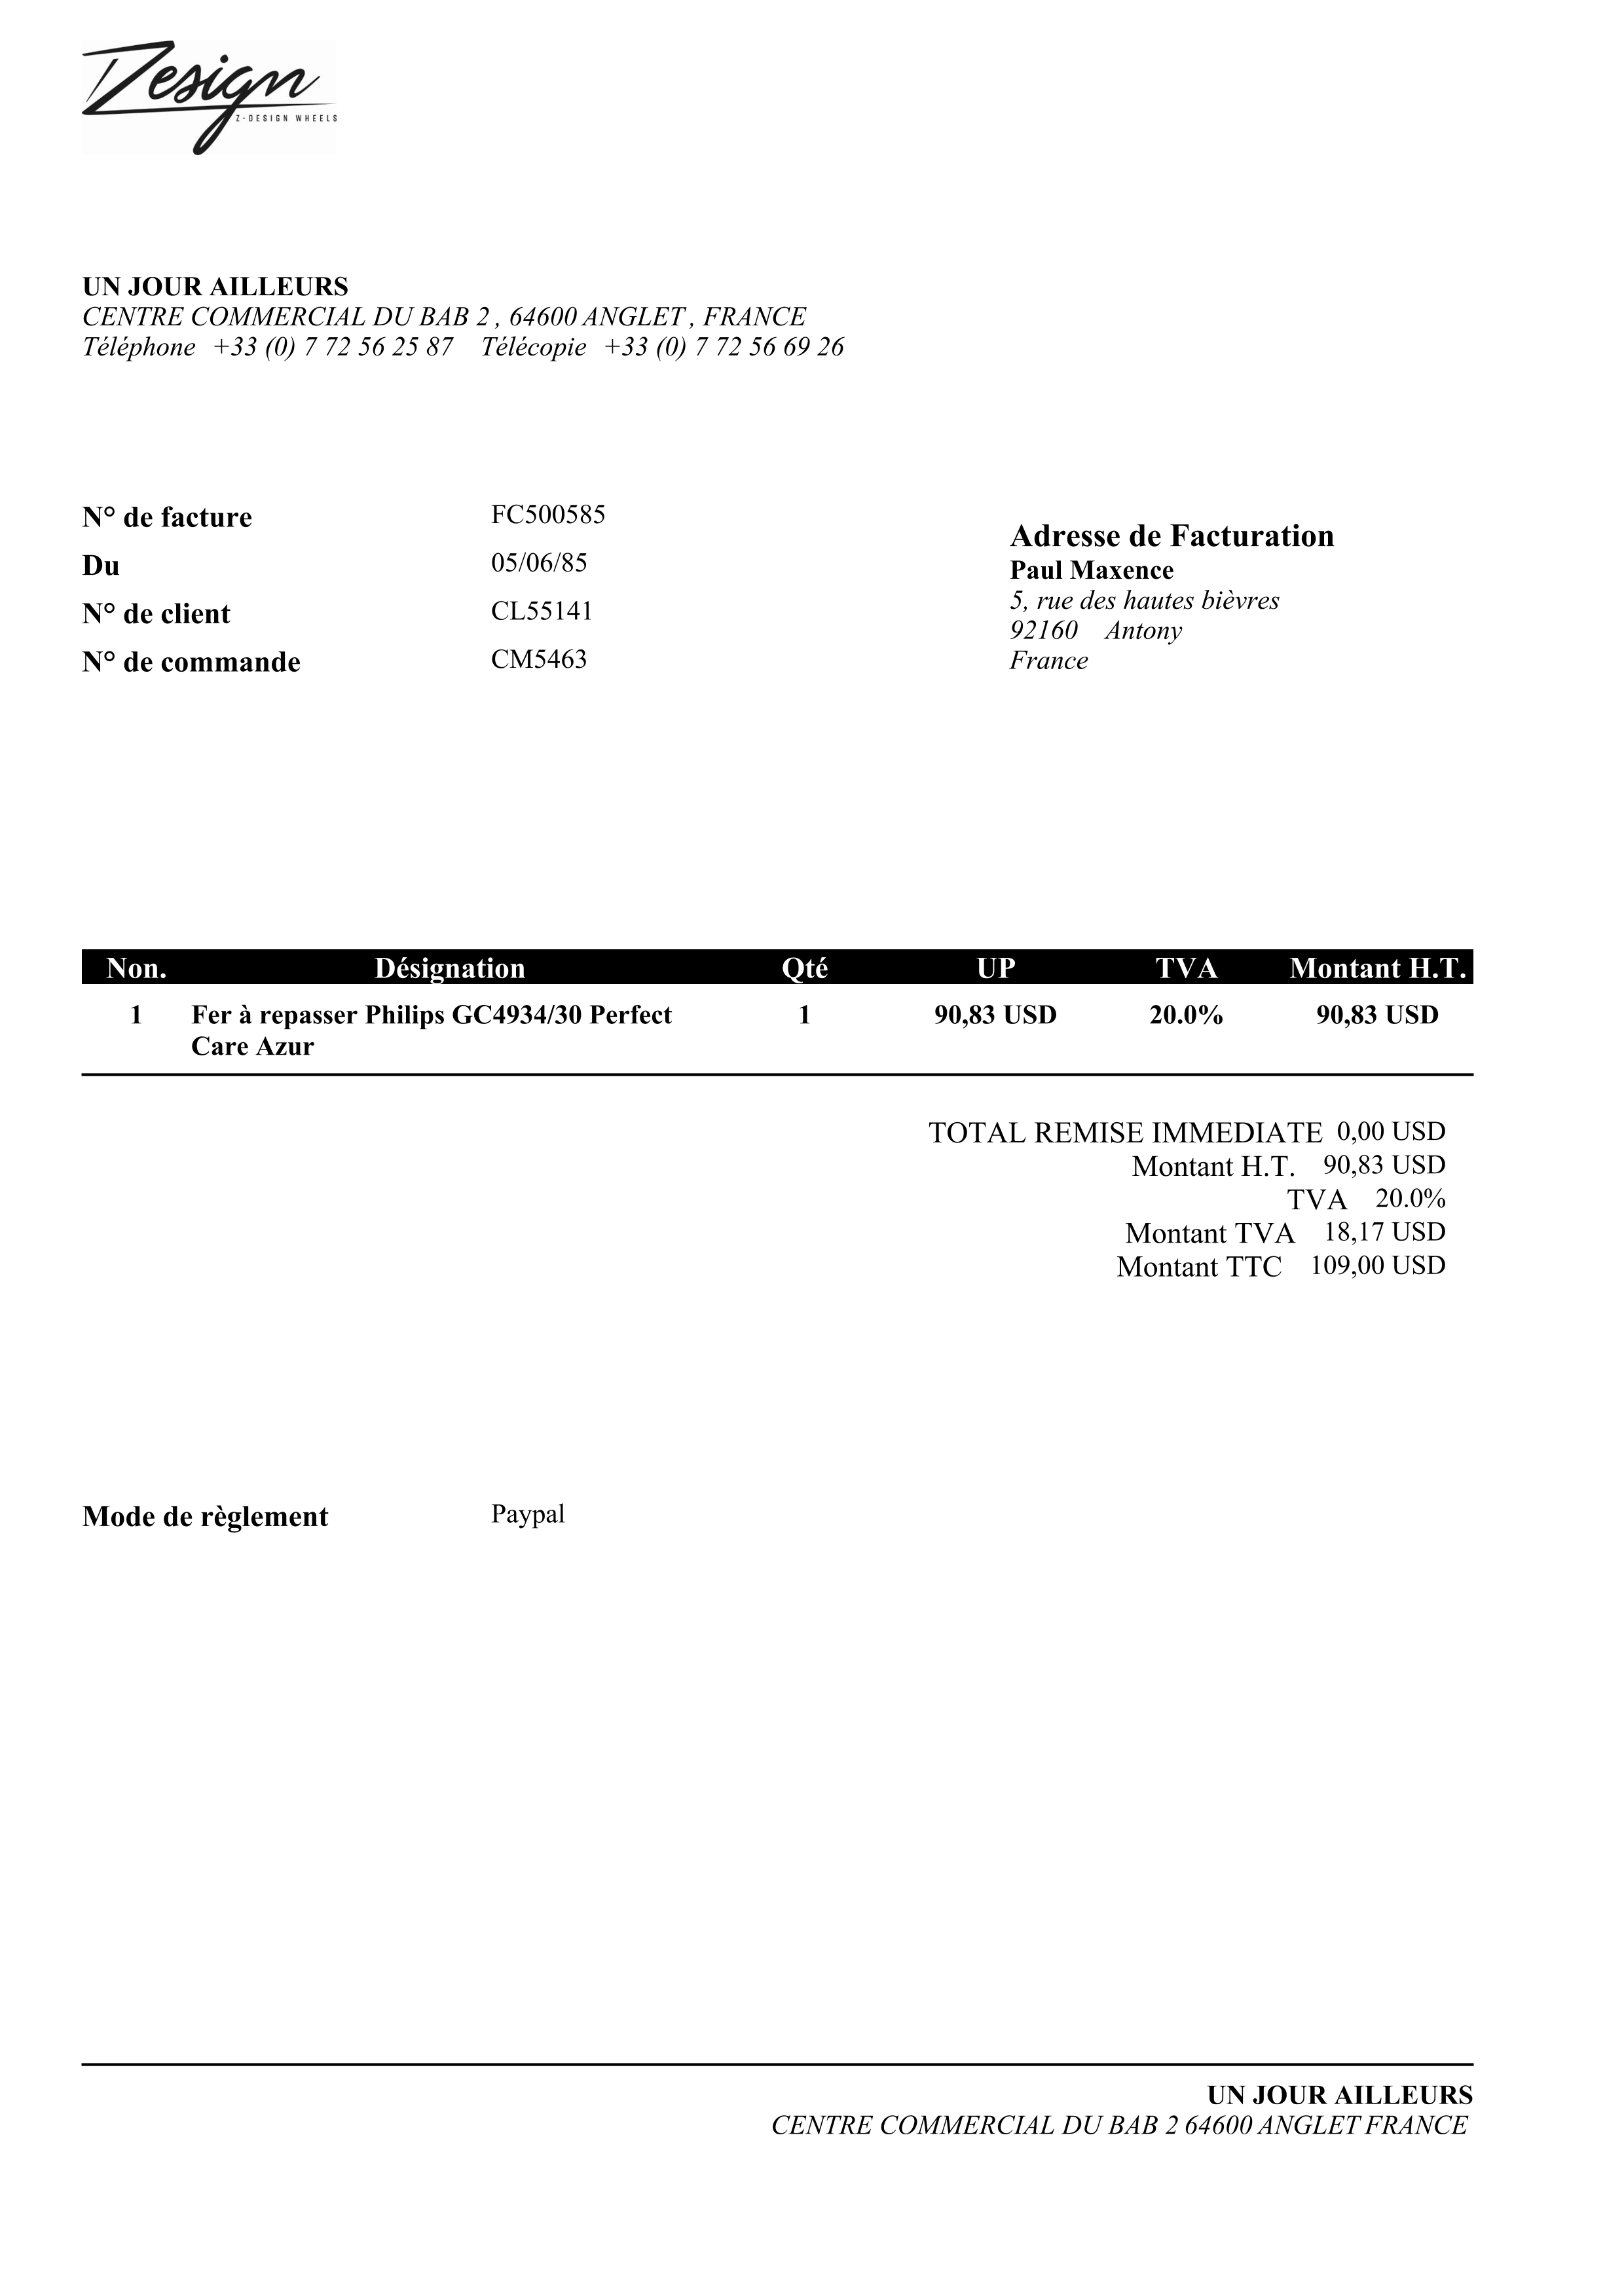 Zesign
Z-DESIGN WHEELS
UN JOUR AILLEURS
CENTRE COMMERCIAL DU BAB 2 , 64600 ANGLET , FRANCE
Téléphone +33 (0) 7 72 56 25 87 Télécopie +33 (0) 7 72 56 69 26
N° de facture FC500585
Du 05/06/85
N° de client CL55141
N° de commande CM5463
Adresse de Facturation
Paul Maxence
5, rue des hautes bièvres
92160 Antony
France
Non. Désignation Qté UP TVA Montant H.T.
1 Fer à repasser Philips GC4934/30 Perfect 1 90,83 USD 20.0% 90,83 USD
Care Azur
TOTAL REMISE IMMEDIATE 0,00 USD
Montant H.T. 90,83 USD
TVA 20.0%
Montant TVA 18,17 USD
Montant TTC 109,00 USD
Mode de règlement Paypal
UN JOUR AILLEURS
CENTRE COMMERCIAL DU BAB 2 64600 ANGLET FRANCE